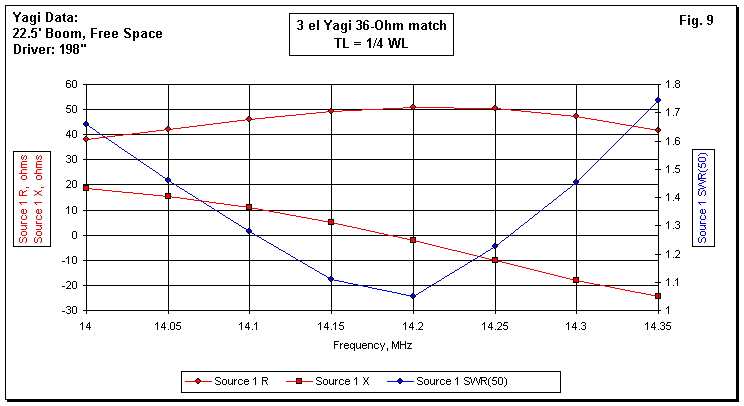 Yagi Data:
22.5' Boom, Free Space
Driver: 198"
3 el Yagi 36-Ohm match
TL = 1/4 WL
Fig. 9
Source 1 R, ohms
Source 1 X, ohms
60
50
40
30
20
10
0
-10
-20
-30
1.8
1.7
1.6
1.5
1.4
1.3
1.2
1.1
1
Source 1 SWR(50)
14
14.05
14.1
14.15
14.2
14.25
14.3
14.35
Frequency, MHz
Source 1 R
Source 1 X
Source 1 SWR(50)